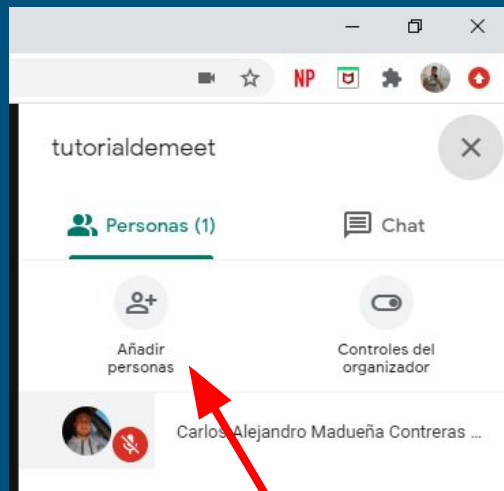 NP
tutorialdemeet
Personas (1)
Chat
Añadir
personas
Controles del
organizador
Carlos Alejandro Madueña Contreras ...